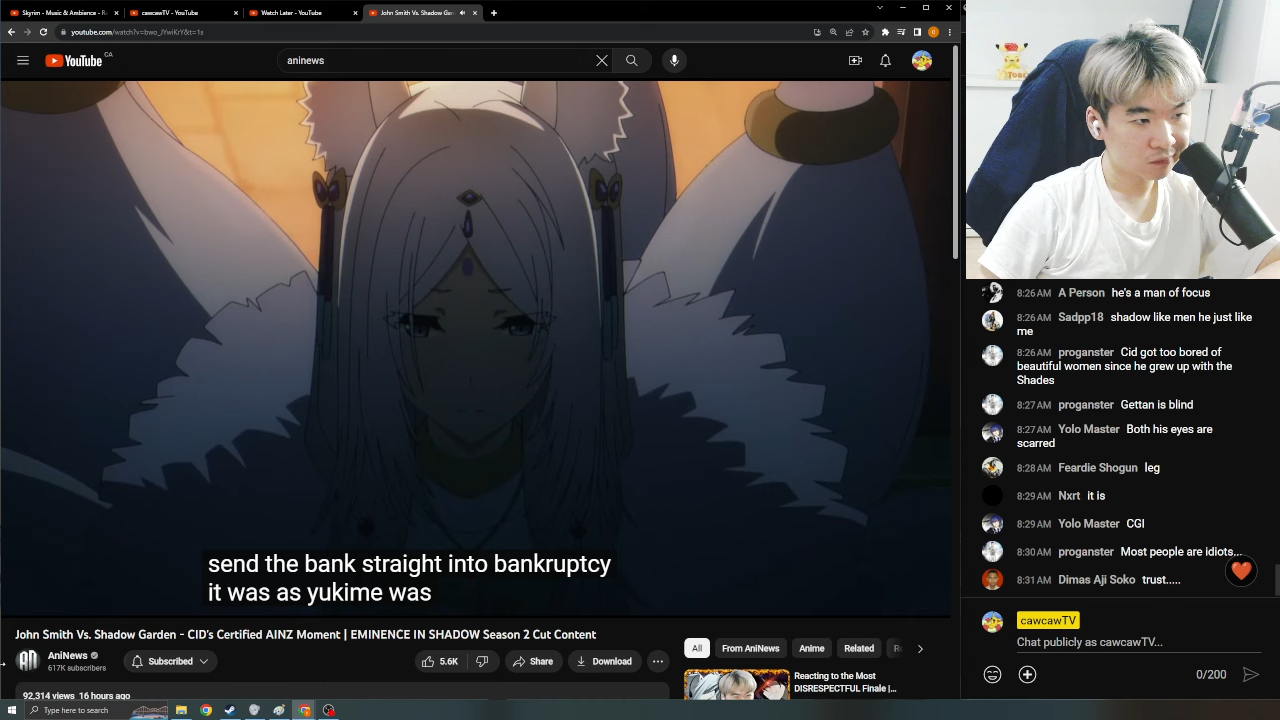 Skyrim - Music & Ambience - R
cawcawTV - YouTube
Watch Later - YouTube
John Smith Vs. Shadow Gar
youtube.com/watch?v=bwo_JYwiKrY&t=1s
YouTube CA
aninews
send the bank straight into bankruptcy
it was as yukime was
John Smith Vs. Shadow Garden - CID's Certified AINZ Moment | EMINENCE IN SHADOW Season 2 Cut Content
AniNews
617K subscribers
Subscribed
5.6K
Share
Download
92,314 views 16 hours ago
All
From AniNews
Anime
Related
Reacting to the Most
DISRESPECTFUL Finale |...
8:26 AM A Person he's a man of focus
8:26 AM Sadpp18 shadow like men he just like
me
8:26 AM proganster Cid got too bored of
beautiful women since he grew up with the
Shades
8:27 AM proganster Gettan is blind
8:27 AM Yolo Master Both his eyes are
scarred
8:28 AM Feardie Shogun leg
8:29 AM Nxrt it is
8:29 AM Yolo Master CGI
8:30 AM proganster Most people are idiots...
8:31 AM Dimas Aji Soko trust.....
cawcawTV
Chat publicly as cawcawTV...
0/200
Type here to search